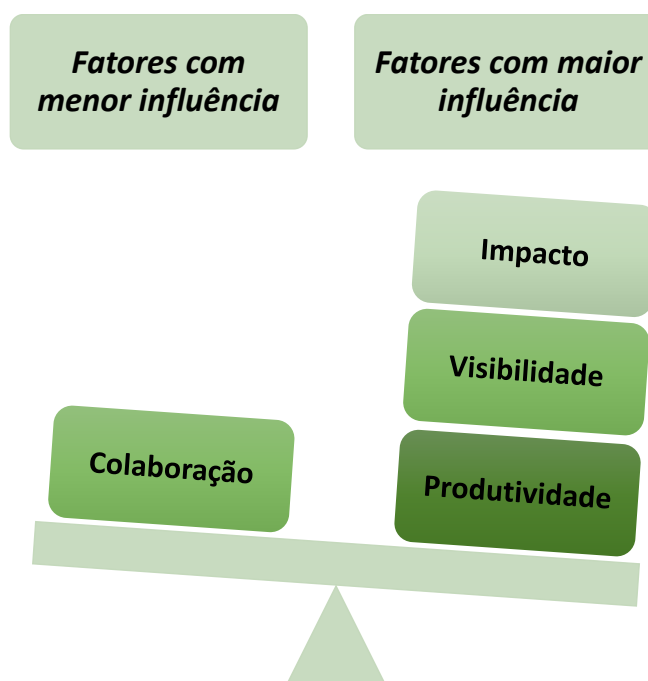 Fatores com
menor influência
Fatores com maior
influência
Impacto
Visibilidade
Colaboração
Produtividade